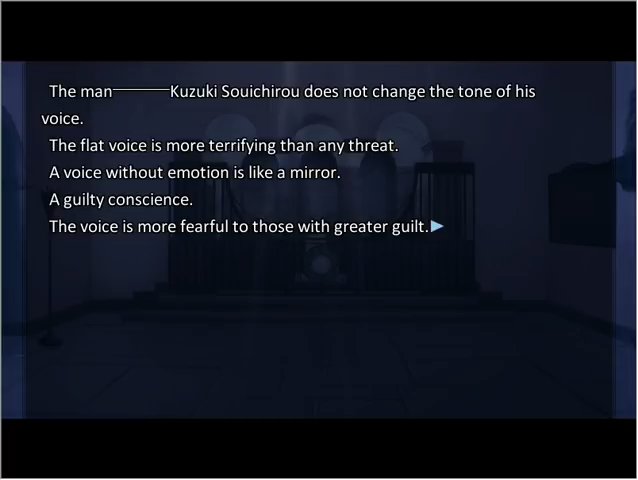 The man————Kuzuki Souichirou does not change the tone of his
voice.
The flat voice is more terrifying than any threat.
A voice without emotion is like a mirror.
A guilty conscience.
The voice is more fearful to those with greater guilt.